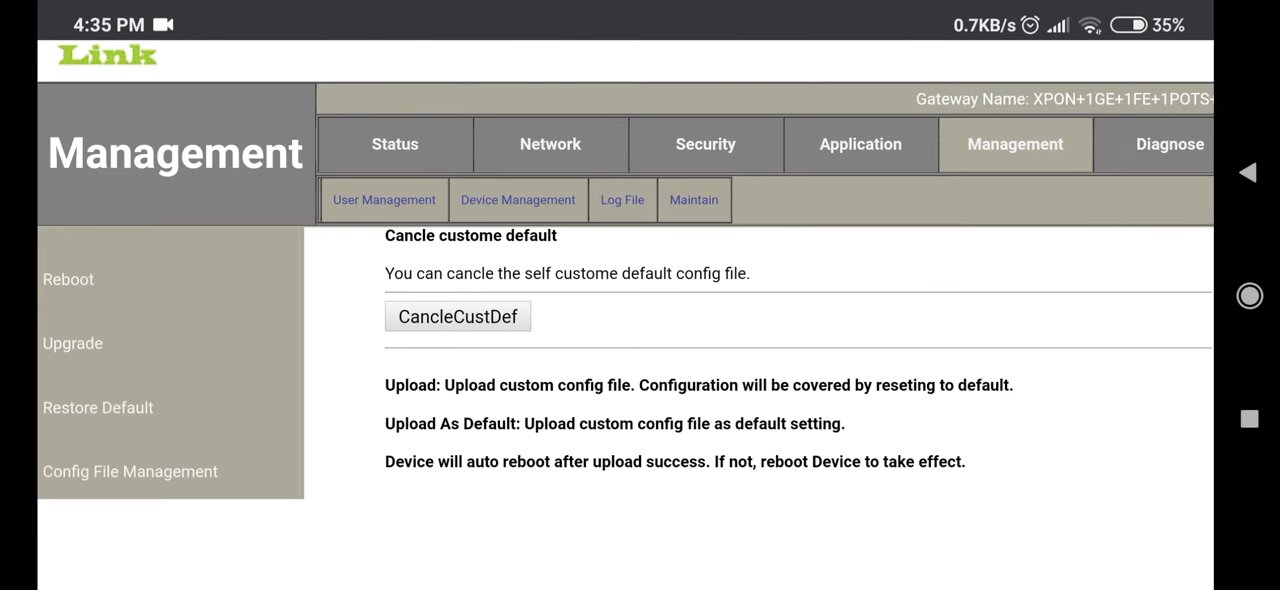 4:35 PM
0.7KB/s
35%
Link
Gateway Name: XPON+1GE+1FE+1POTS-
Management
Status
Network
Security
Application
Management
Diagnose
User Management
Device Management
Log File
Maintain
Reboot
Upgrade
Restore Default
Config File Management
Cancle custome default
You can cancle the self custome default config file.
CancleCustDef
Upload: Upload custom config file. Configuration will be covered by reseting to default.
Upload As Default: Upload custom config file as default setting.
Device will auto reboot after upload success. If not, reboot Device to take effect.